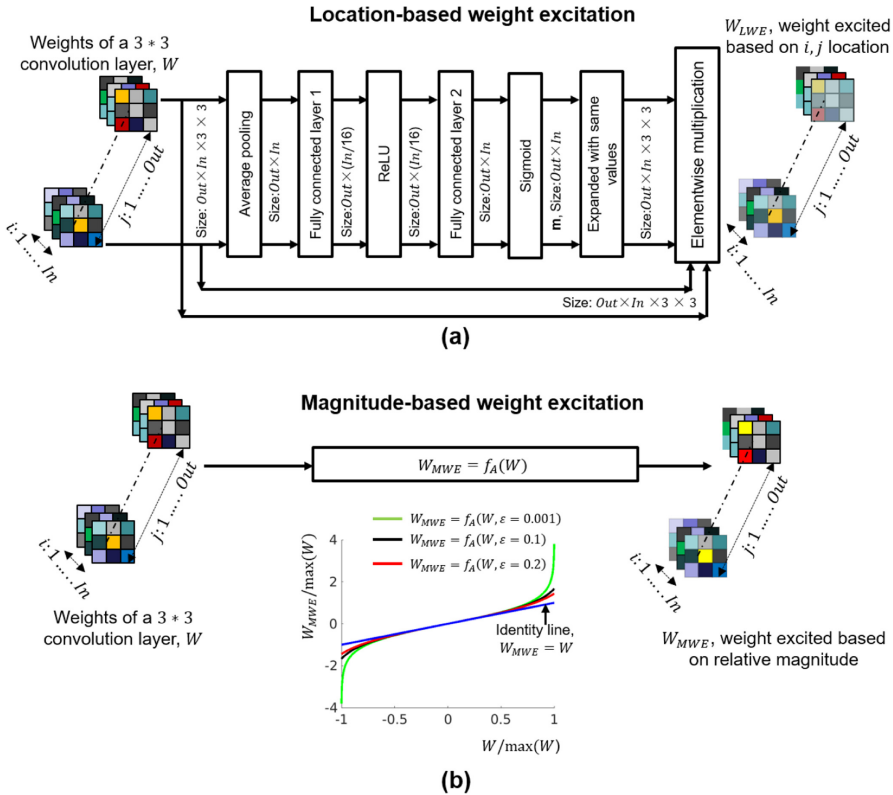 Location-based weight excitation
Weights of a 3 * 3
convolution layer, W
W_LWE, weight excited
based on i, j location
i: 1 ..... In
j: 1 ..... Out
Size: Out×In ×3 × 3
Average pooling
Size:Out×In
Fully connected layer 1
Size:Out×(In/16)
ReLU
Size:Out×(In/16)
Fully connected layer 2
Size:Out×In
Sigmoid
m, Size:Out×In
Expanded with same
values
Size:Out×In ×3 × 3
Elementwise multiplication
i: 1 ..... In
j: 1 ..... Out
Size: Out×In ×3 × 3
(a)
Magnitude-based weight excitation
i: 1 ..... In
j: 1 ..... Out
W_MWE = f_A(W)
i: 1 ..... In
j: 1 ..... Out
Weights of a 3 * 3
convolution layer, W
W_MWE = f_A(W, ε = 0.001)
W_MWE = f_A(W, ε = 0.1)
W_MWE = f_A(W, ε = 0.2)
W_MWE/max(W)
4
2
0
-2
-4
Identity line,
W_MWE = W
-1
-0.5
0
0.5
1
W/max(W)
W_MWE, weight excited based
on relative magnitude
(b)